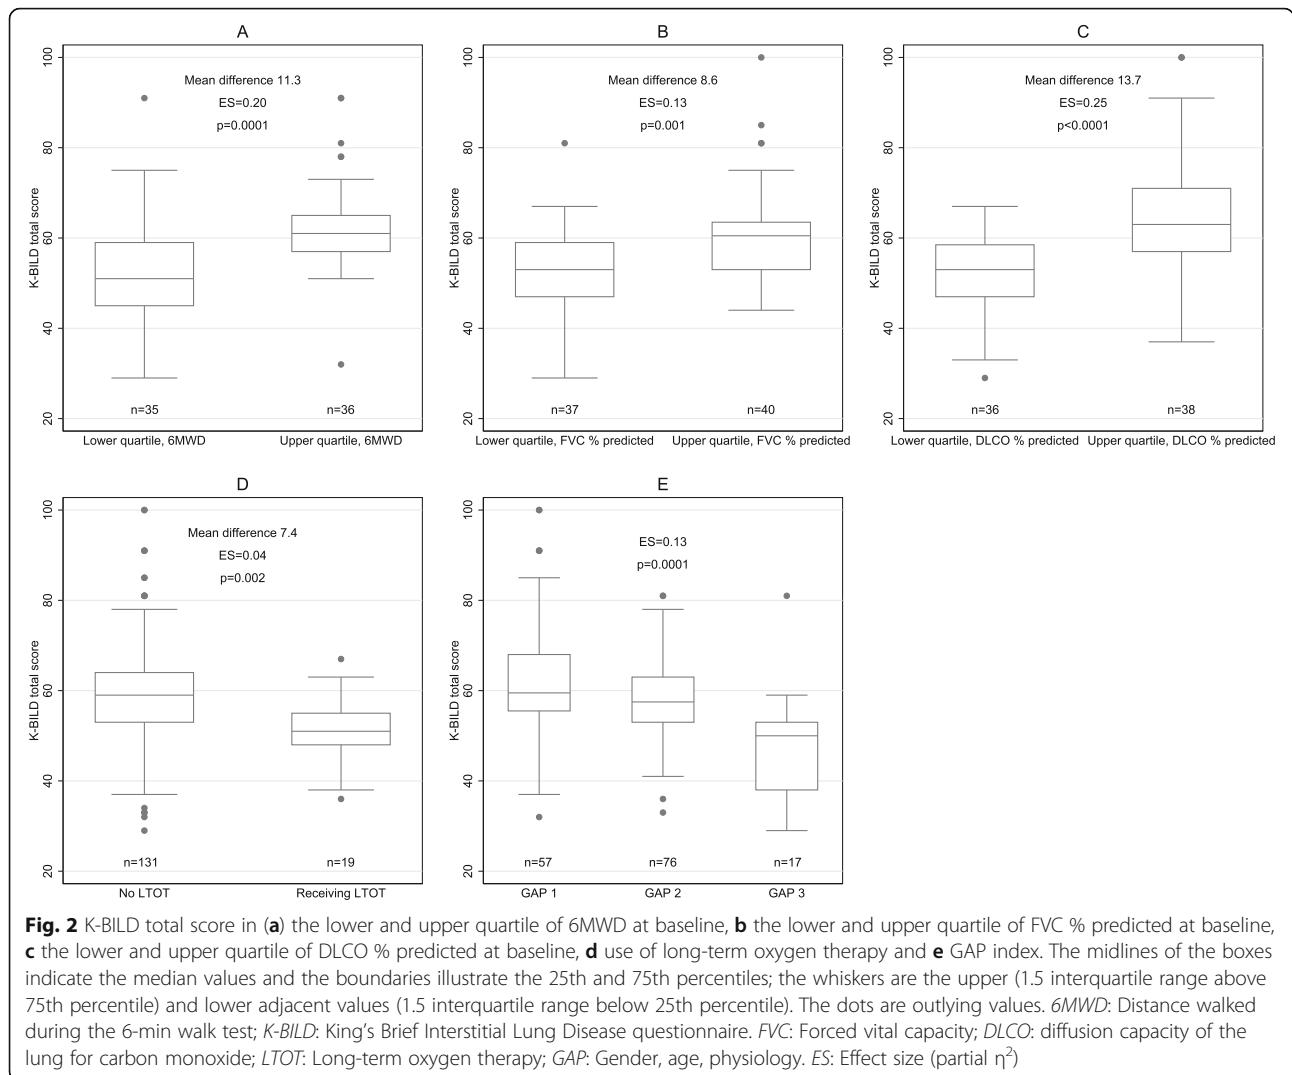 A
K-BILD total score
100
80
60
40
20
Mean difference 11.3
ES=0.20
p=0.0001
n=35
n=36
Lower quartile, 6MWD
Upper quartile, 6MWD
B
K-BILD total score
100
80
60
40
20
Mean difference 8.6
ES=0.13
p=0.001
n=37
n=40
Lower quartile, FVC % predicted
Upper quartile, FVC % predicted
C
K-BILD total score
100
80
60
40
20
Mean difference 13.7
ES=0.25
p<0.0001
n=36
n=38
Lower quartile, DLCO % predicted
Upper quartile, DLCO % predicted
D
K-BILD total score
100
80
60
40
20
Mean difference 7.4
ES=0.04
p=0.002
n=131
n=19
No LTOT
Receiving LTOT
E
K-BILD total score
100
80
60
40
20
ES=0.13
p=0.0001
n=57
n=76
n=17
GAP 1
GAP 2
GAP 3
Fig. 2 K-BILD total score in (a) the lower and upper quartile of 6MWD at baseline, b the lower and upper quartile of FVC % predicted at baseline,
c the lower and upper quartile of DLCO % predicted at baseline, d use of long-term oxygen therapy and e GAP index. The midlines of the boxes
indicate the median values and the boundaries illustrate the 25th and 75th percentiles; the whiskers are the upper (1.5 interquartile range above
75th percentile) and lower adjacent values (1.5 interquartile range below 25th percentile). The dots are outlying values. 6MWD: Distance walked
during the 6-min walk test; K-BILD: King's Brief Interstitial Lung Disease questionnaire. FVC: Forced vital capacity; DLCO: diffusion capacity of the
lung for carbon monoxide; LTOT: Long-term oxygen therapy; GAP: Gender, age, physiology. ES: Effect size (partial η²)